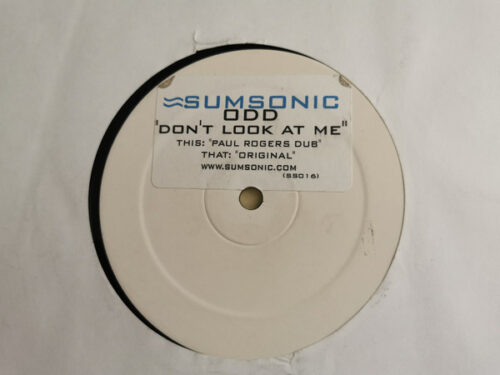 SUMSONIC
ODD
"DON'T LOOK AT ME"
THIS: "PAUL ROGERS DUB"
THAT: "ORIGINAL"
WWW.SUMSONIC.COM
(SS016)